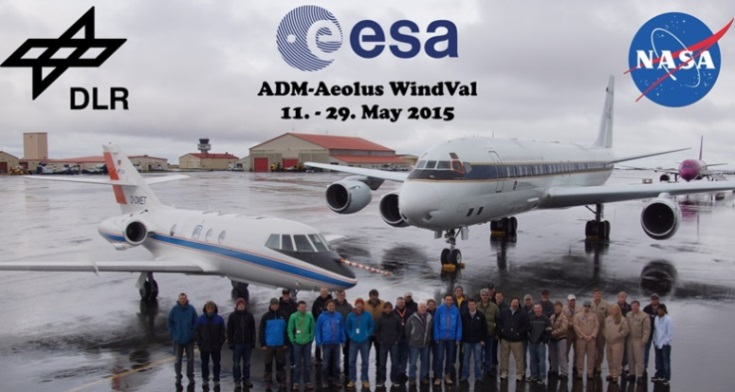 DLR
esa
NASA
ADM-Aeolus WindVal
11. - 29. May 2015
D-CMET